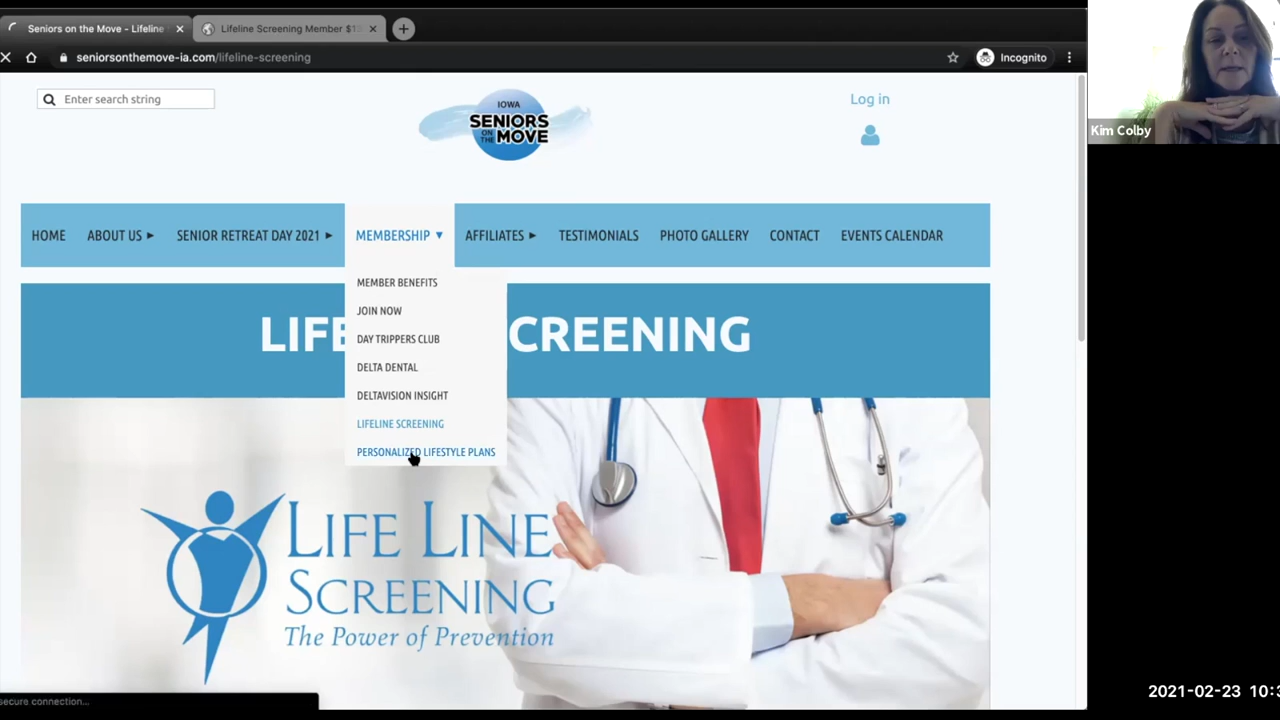 Seniors on the Move - Lifeline
Lifeline Screening Member $1
seniorsonthemove-ia.com/lifeline-screening
Incognito
Enter search string
IOWA
SENIORS
ON THE
MOVE
Log in
Kim Colby
HOME
ABOUT US
SENIOR RETREAT DAY 2021
MEMBERSHIP
AFFILIATES
TESTIMONIALS
PHOTO GALLERY
CONTACT
EVENTS CALENDAR
MEMBER BENEFITS
JOIN NOW
DAY TRIPPERS CLUB
DELTA DENTAL
DELTAVISION INSIGHT
LIFELINE SCREENING
PERSONALIZED LIFESTYLE PLANS
LIFE CREENING
LIFE LINE
SCREENING
The Power of Prevention
secure connection...
2021-02-23 10:3